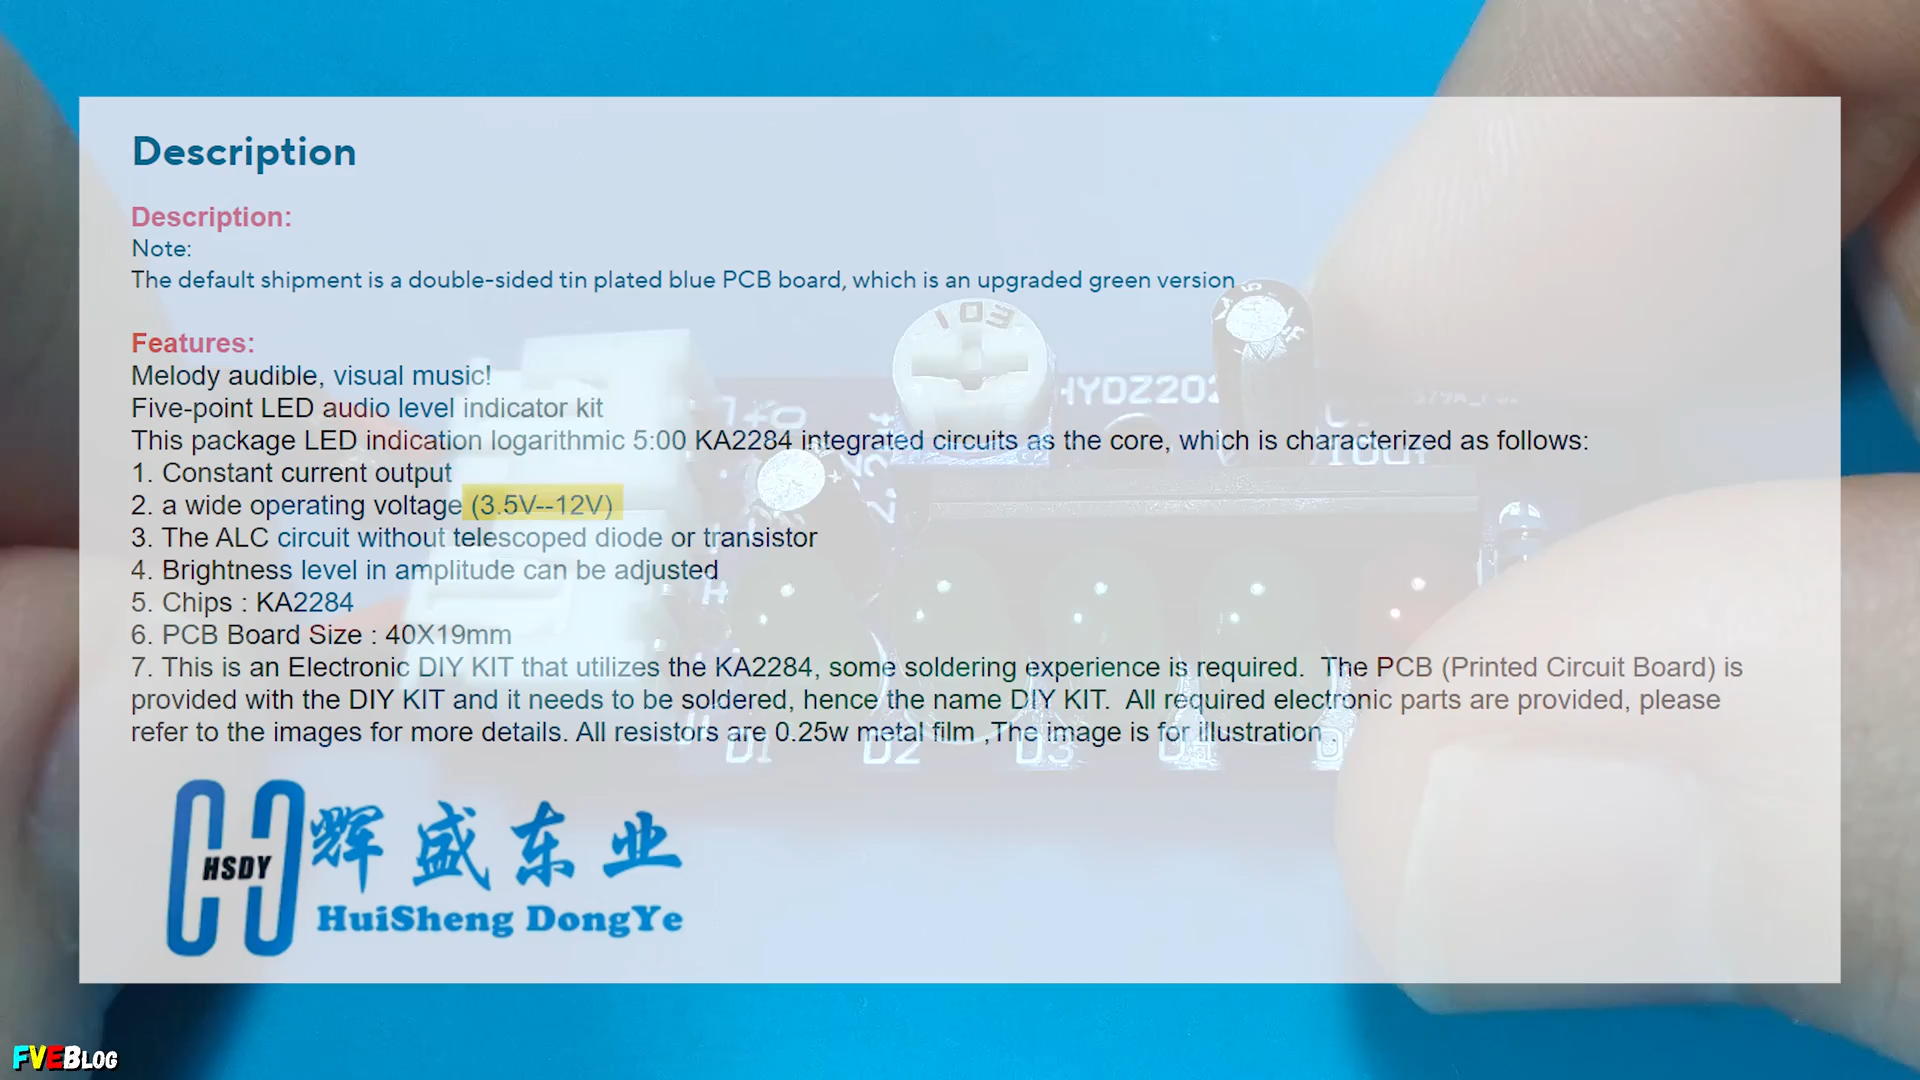 Description
Description:
Note:
The default shipment is a double-sided tin plated blue PCB board, which is an upgraded green version
Features:
Melody audible, visual music!
Five-point LED audio level indicator kit
This package LED indication logarithmic 5:00 KA2284 integrated circuits as the core, which is characterized as follows:
1. Constant current output
2. a wide operating voltage (3.5V--12V)
3. The ALC circuit without telescoped diode or transistor
4. Brightness level in amplitude can be adjusted
5. Chips : KA2284
6. PCB Board Size : 40X19mm
7. This is an Electronic DIY KIT that utilizes the KA2284, some soldering experience is required.  The PCB (Printed Circuit Board) is
provided with the DIY KIT and it needs to be soldered, hence the name DIY KIT.  All required electronic parts are provided, please
refer to the images for more details. All resistors are 0.25w metal film ,The image is for illustration .
HSDY
辉盛东业
HuiSheng DongYe
103
HYDZ202
D1 D2 D3
FVEBLOG